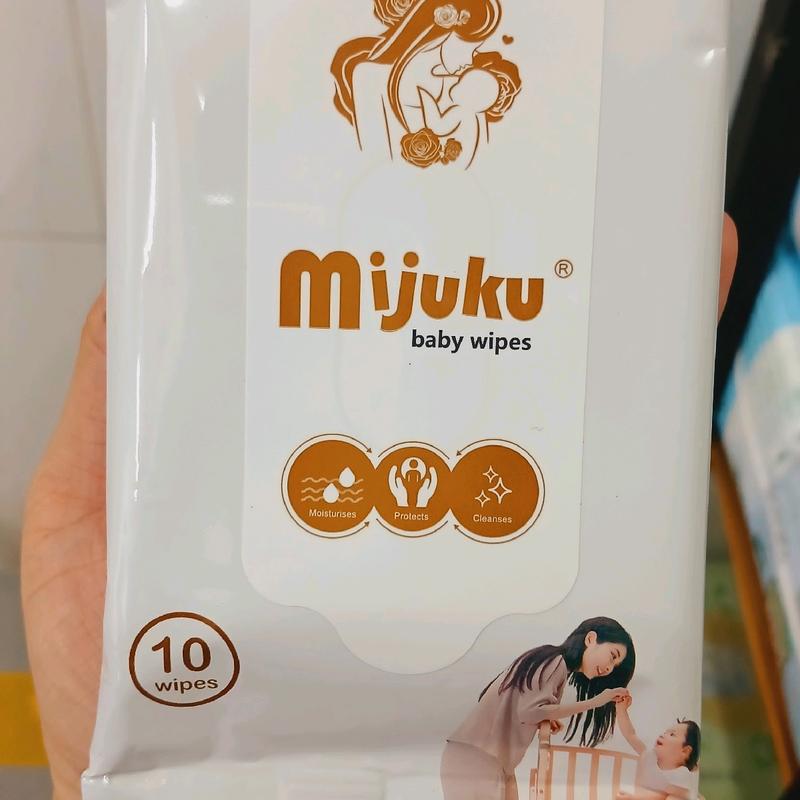 mijuku®
baby wipes
Moisturises
Protects
Cleanses
10
wipes